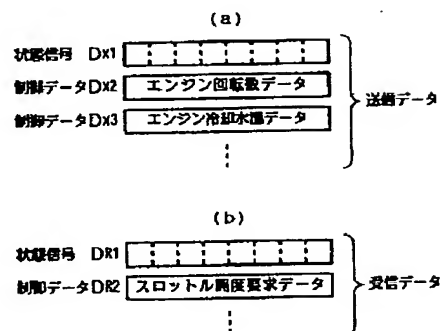 (a)
状態信号 DX1
制御データDX2 エンジン回転数データ
制御データDX3 エンジン冷却水温データ
送信データ
(b)
状態信号 DR1
制御データDR2 スロットル開度要求データ
受信データ